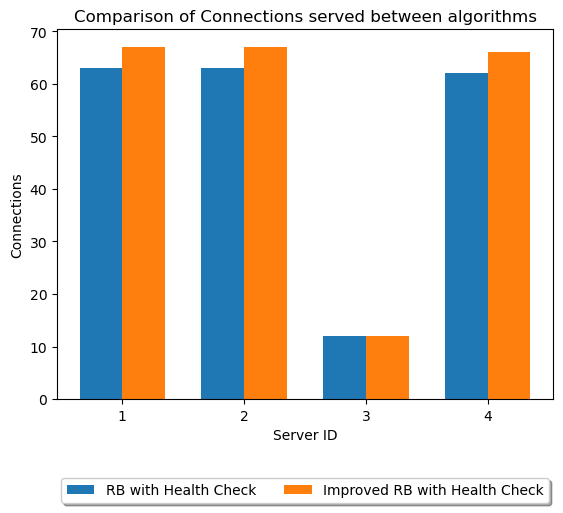 Comparison of Connections served between algorithms
70
60
50
40
30
20
10
0
Connections
1 2 3 4
Server ID
RB with Health Check Improved RB with Health Check